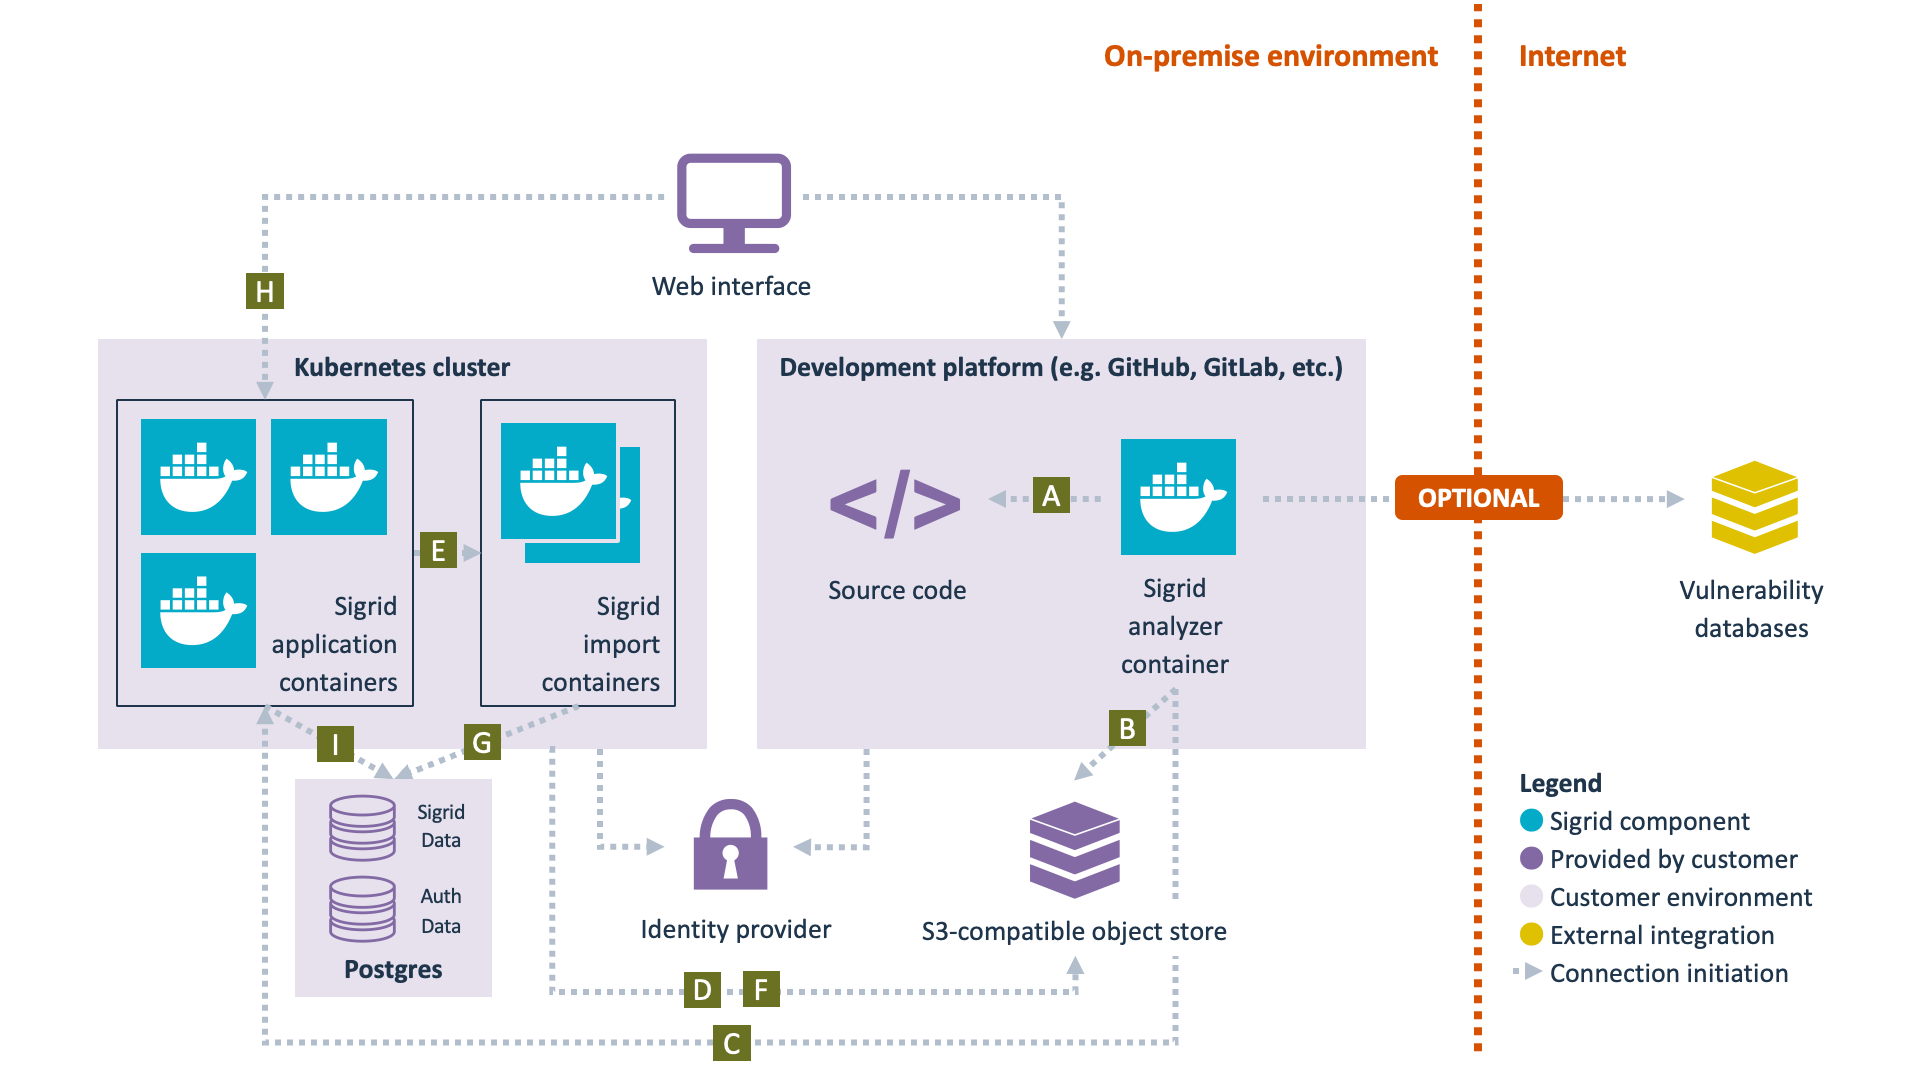 On-premise environment
Internet
Web interface
H
Kubernetes cluster
Development platform (e.g. GitHub, GitLab, etc.)
A
OPTIONAL
E
Sigrid
application
containers
Sigrid
import
containers
Source code
Sigrid
analyzer
container
Vulnerability
databases
I
G
B
Sigrid
Data
Auth
Data
Postgres
Identity provider
S3-compatible object store
D
F
C
Legend
Sigrid component
Provided by customer
Customer environment
External integration
Connection initiation